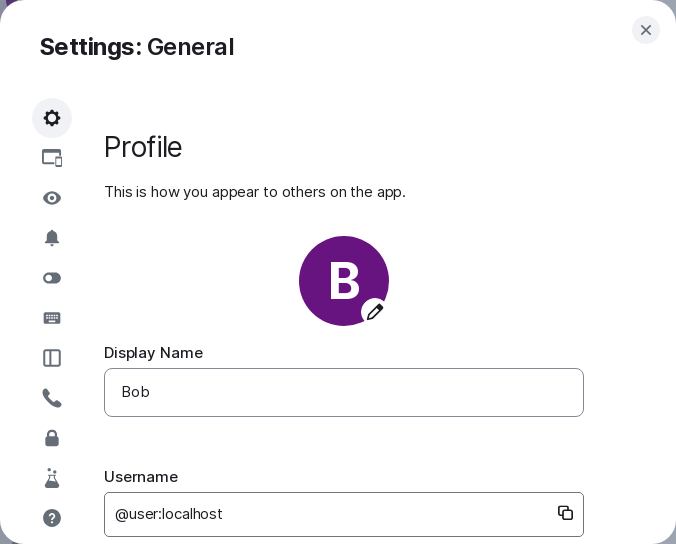 Settings: General
Profile
This is how you appear to others on the app.
B
Display Name
Bob
Username
@user:localhost